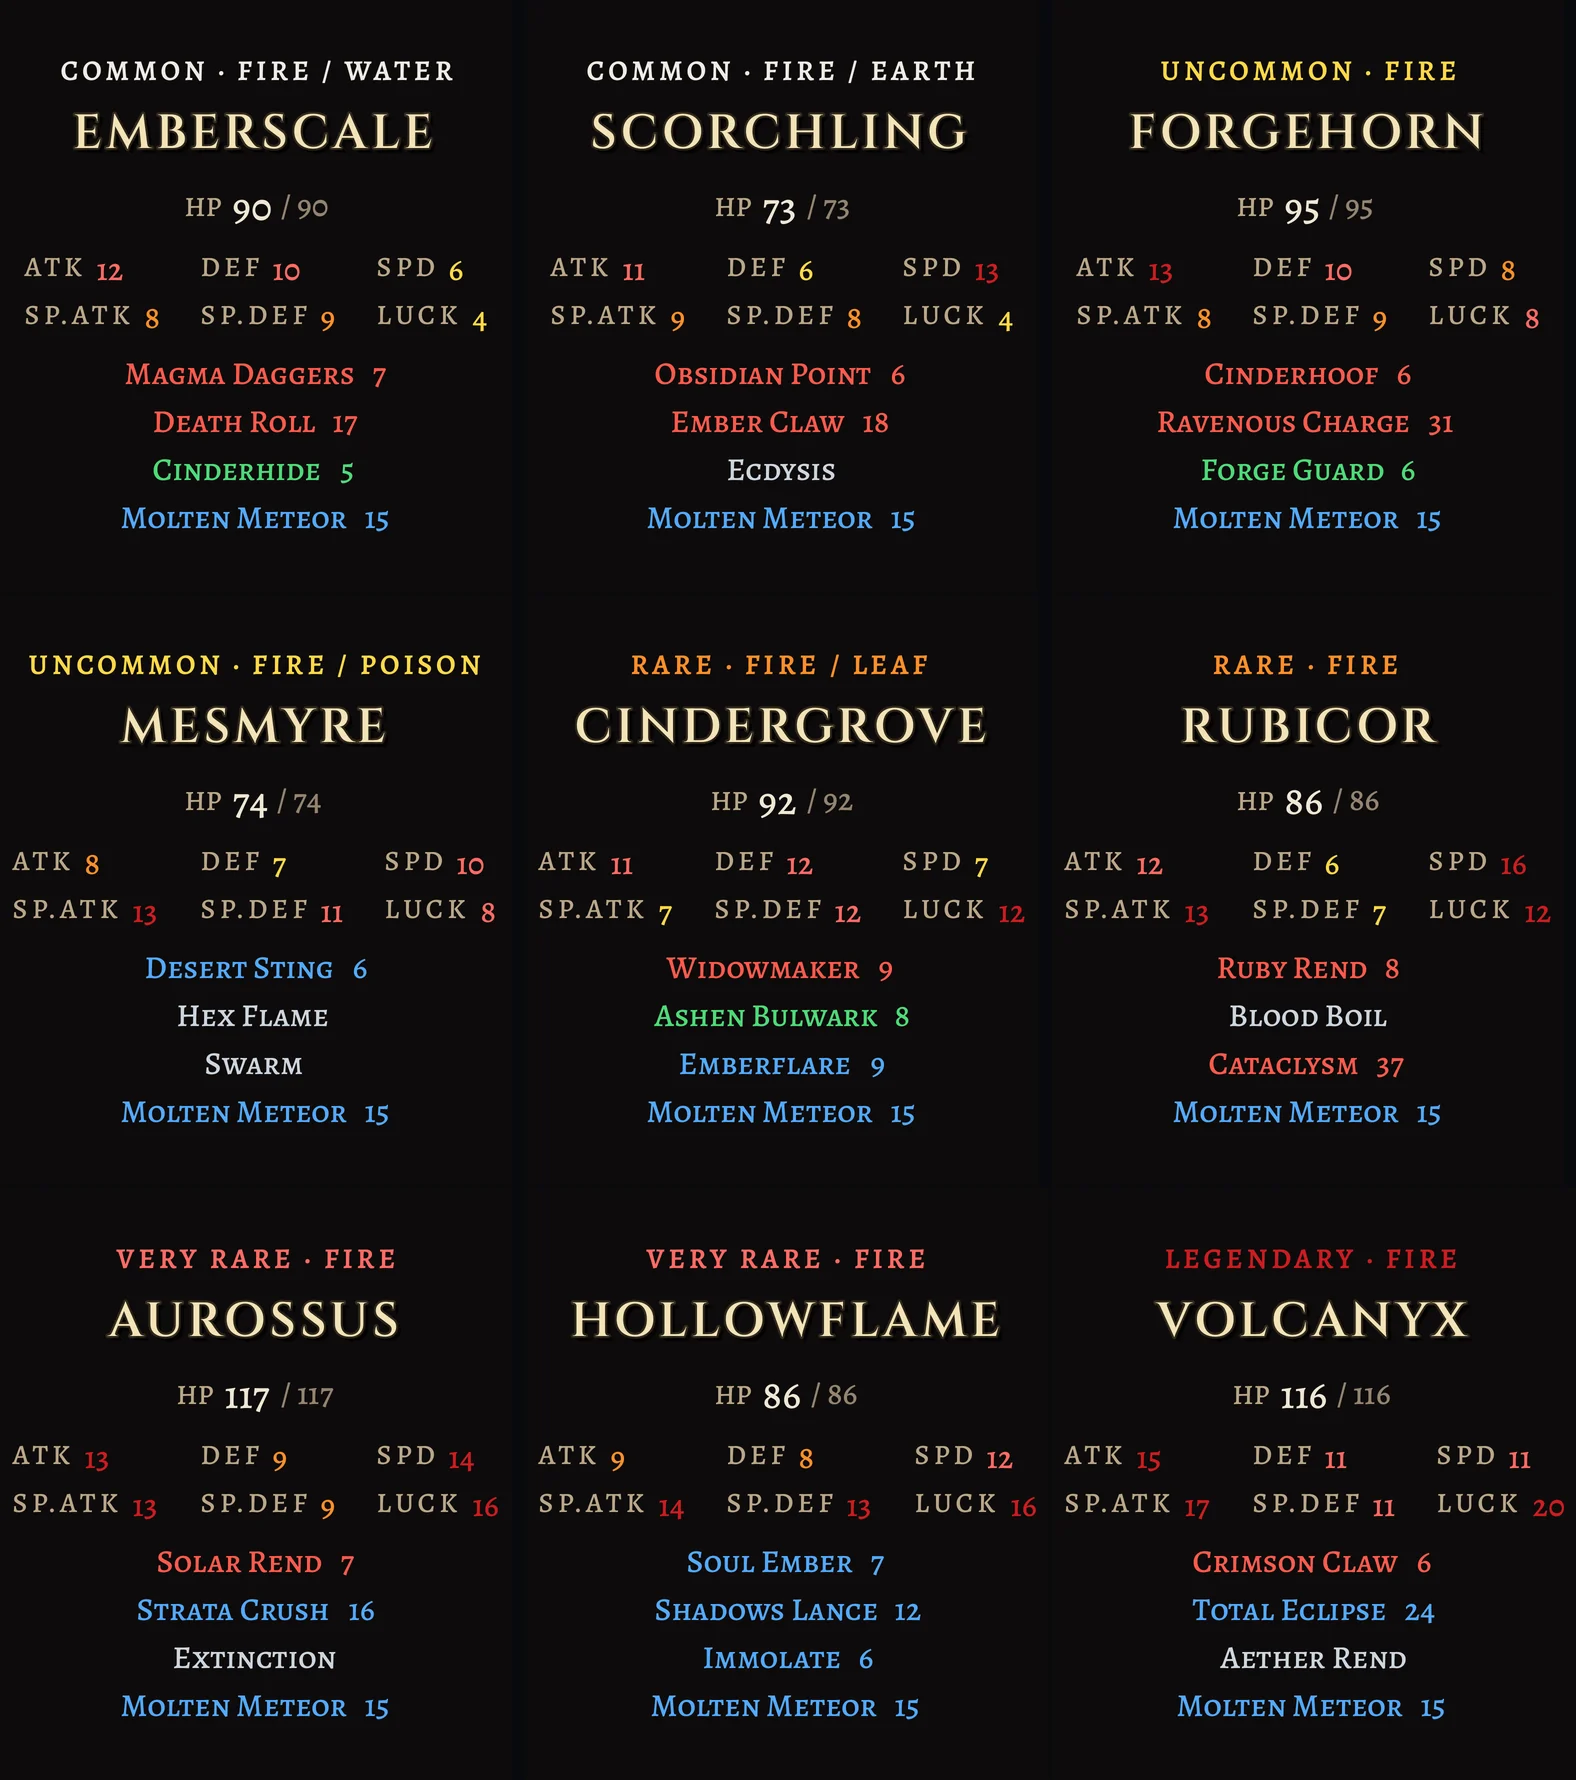 COMMON · FIRE / WATER
EMBERSCALE
HP 90 / 90
ATK 12 DEF 10 SPD 6
SP.ATK 8 SP.DEF 9 LUCK 4
MAGMA DAGGERS 7
DEATH ROLL 17
CINDERHIDE 5
MOLTEN METEOR 15
COMMON · FIRE / EARTH
SCORCHLING
HP 73 / 73
ATK 11 DEF 6 SPD 13
SP.ATK 9 SP.DEF 8 LUCK 4
OBSIDIAN POINT 6
EMBER CLAW 18
ECDYSIS
MOLTEN METEOR 15
UNCOMMON · FIRE
FORGEHORN
HP 95 / 95
ATK 13 DEF 10 SPD 8
SP.ATK 8 SP.DEF 9 LUCK 8
CINDERHOOF 6
RAVENOUS CHARGE 31
FORGE GUARD 6
MOLTEN METEOR 15
UNCOMMON · FIRE / POISON
MESMYRE
HP 74 / 74
ATK 8 DEF 7 SPD 10
SP.ATK 13 SP.DEF 11 LUCK 8
DESERT STING 6
HEX FLAME
SWARM
MOLTEN METEOR 15
RARE · FIRE / LEAF
CINDERGROVE
HP 92 / 92
ATK 11 DEF 12 SPD 7
SP.ATK 7 SP.DEF 12 LUCK 12
WIDOWMAKER 9
ASHEN BULWARK 8
EMBERFLARE 9
MOLTEN METEOR 15
RARE · FIRE
RUBICOR
HP 86 / 86
ATK 12 DEF 6 SPD 16
SP.ATK 13 SP.DEF 7 LUCK 12
RUBY REND 8
BLOOD BOIL
CATACLYSM 37
MOLTEN METEOR 15
VERY RARE · FIRE
AUROSSUS
HP 117 / 117
ATK 13 DEF 9 SPD 14
SP.ATK 13 SP.DEF 9 LUCK 16
SOLAR REND 7
STRATA CRUSH 16
EXTINCTION
MOLTEN METEOR 15
VERY RARE · FIRE
HOLLOWFLAME
HP 86 / 86
ATK 9 DEF 8 SPD 12
SP.ATK 14 SP.DEF 13 LUCK 16
SOUL EMBER 7
SHADOWS LANCE 12
IMMOLATE 6
MOLTEN METEOR 15
LEGENDARY · FIRE
VOLCANYX
HP 116 / 116
ATK 15 DEF 11 SPD 11
SP.ATK 17 SP.DEF 11 LUCK 20
CRIMSON CLAW 6
TOTAL ECLIPSE 24
AETHER REND
MOLTEN METEOR 15